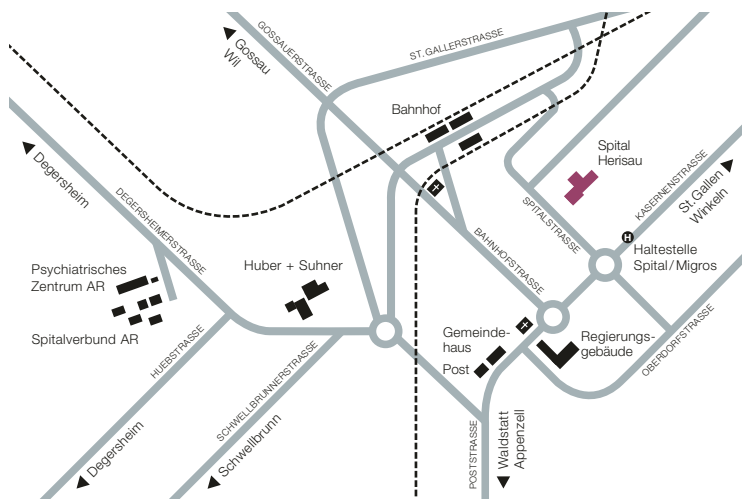 GOSSAUERSTRASSE
Gossau
Wil
ST. GALLERSTRASSE
Bahnhof
Spital
Herisau
KASERNENSTRASSE
St. Gallen
Winkeln
Degersheim
DEGERSHEIMERSTRASSE
SPITALSTRASSE
H
Haltestelle
Spital/Migros
BAHNHOFSTRASSE
Psychiatrisches
Zentrum AR
Huber + Suhner
Spitalverbund AR
Gemeinde-
haus
Post
Regierungs-
gebäude
OBERDORFSTRASSE
HUEBSTRASSE
SCHWELLBRUNNERSTRASSE
Degersheim
Schwellbrunn
POSTSTRASSE
Waldstatt
Appenzell